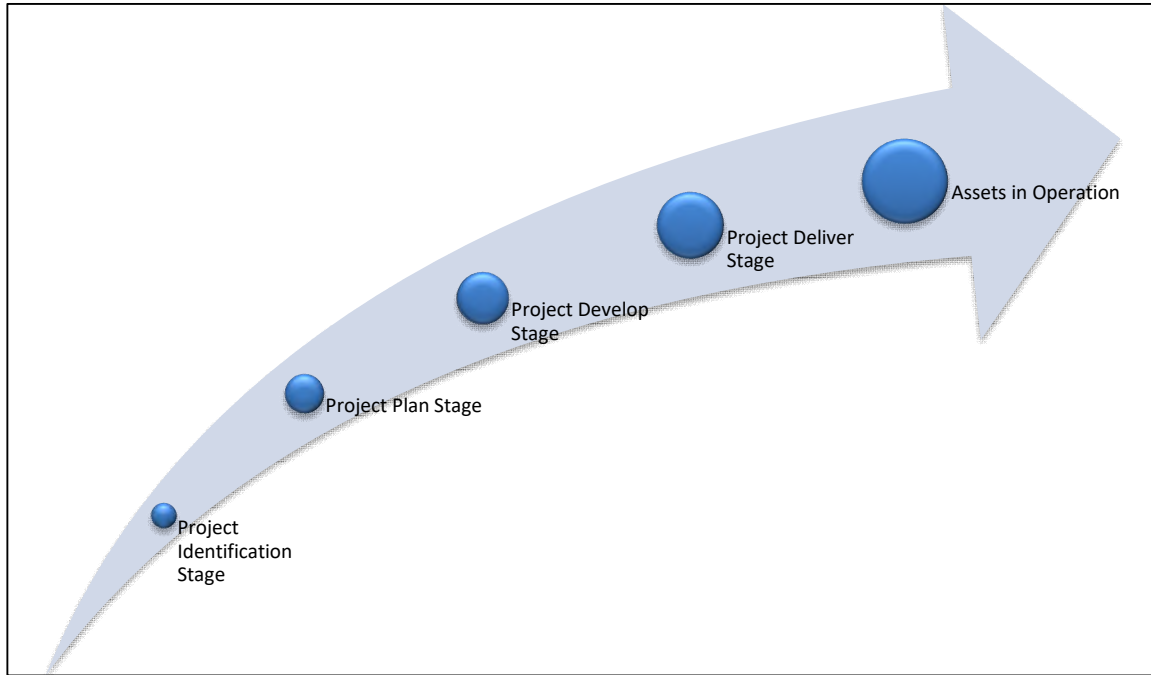 Project
Identification
Stage
Project Plan Stage
Project Develop
Stage
Project Deliver
Stage
Assets in Operation